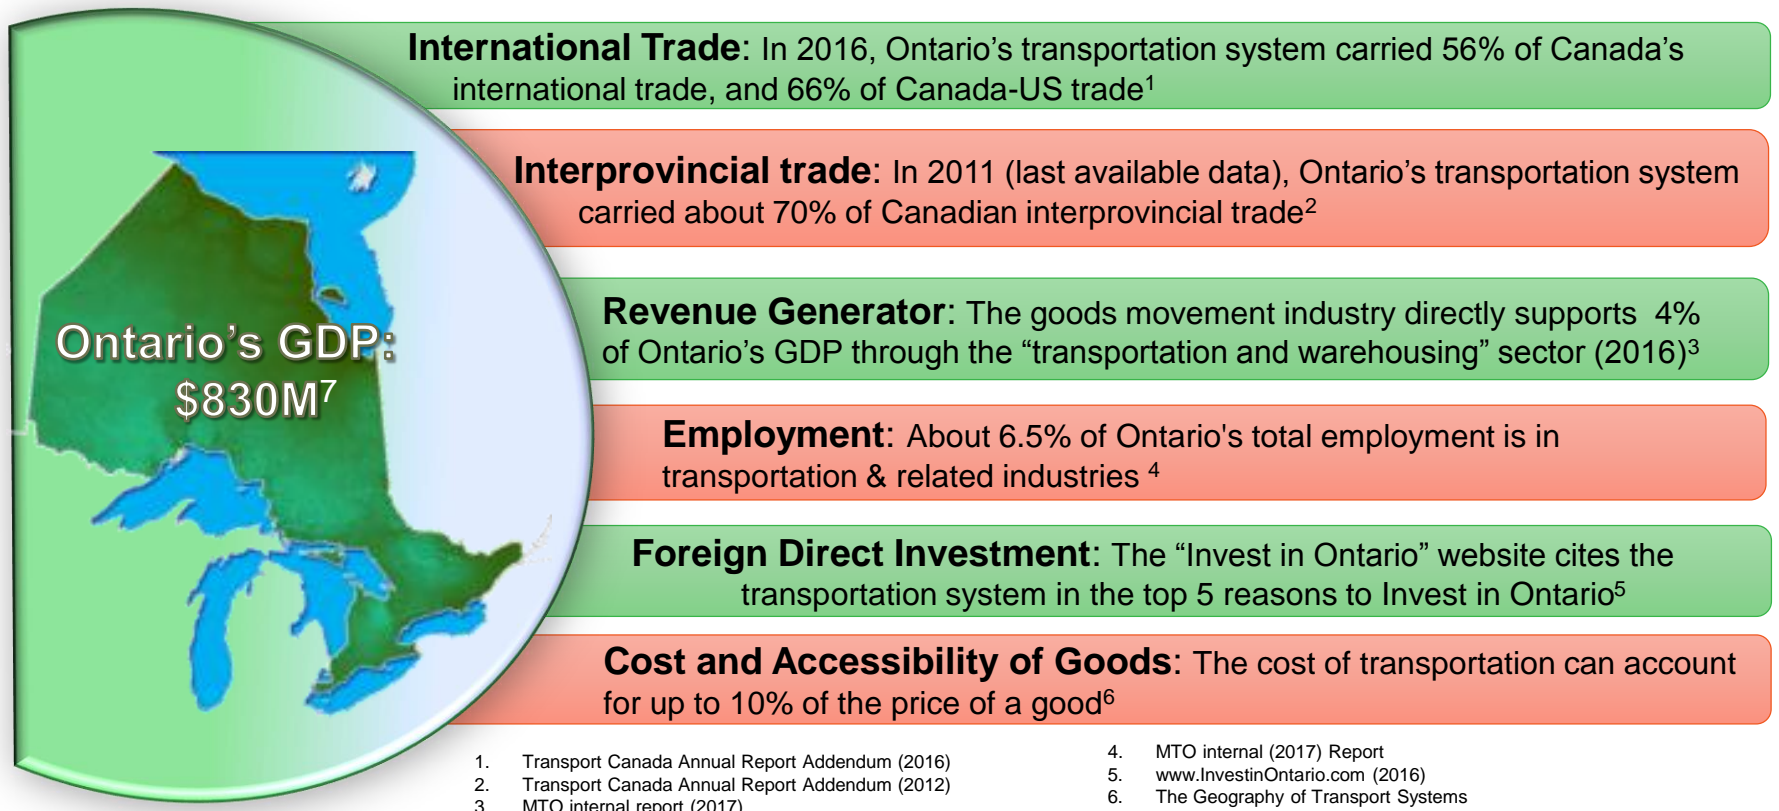 International Trade: In 2016, Ontario's transportation system carried 56% of Canada's
international trade, and 66% of Canada-US trade1
Interprovincial trade: In 2011 (last available data), Ontario's transportation system
carried about 70% of Canadian interprovincial trade2
Ontario's GDP:
$830M7
Revenue Generator: The goods movement industry directly supports 4%
of Ontario's GDP through the “transportation and warehousing” sector (2016)3
Employment: About 6.5% of Ontario's total employment is in
transportation & related industries 4
Foreign Direct Investment: The “Invest in Ontario” website cites the
transportation system in the top 5 reasons to Invest in Ontario5
Cost and Accessibility of Goods: The cost of transportation can account
for up to 10% of the price of a good6
1. Transport Canada Annual Report Addendum (2016)
2. Transport Canada Annual Report Addendum (2012)
3. MTO internal report (2017)
4. MTO internal (2017) Report
5. www.InvestinOntario.com (2016)
6. The Geography of Transport Systems